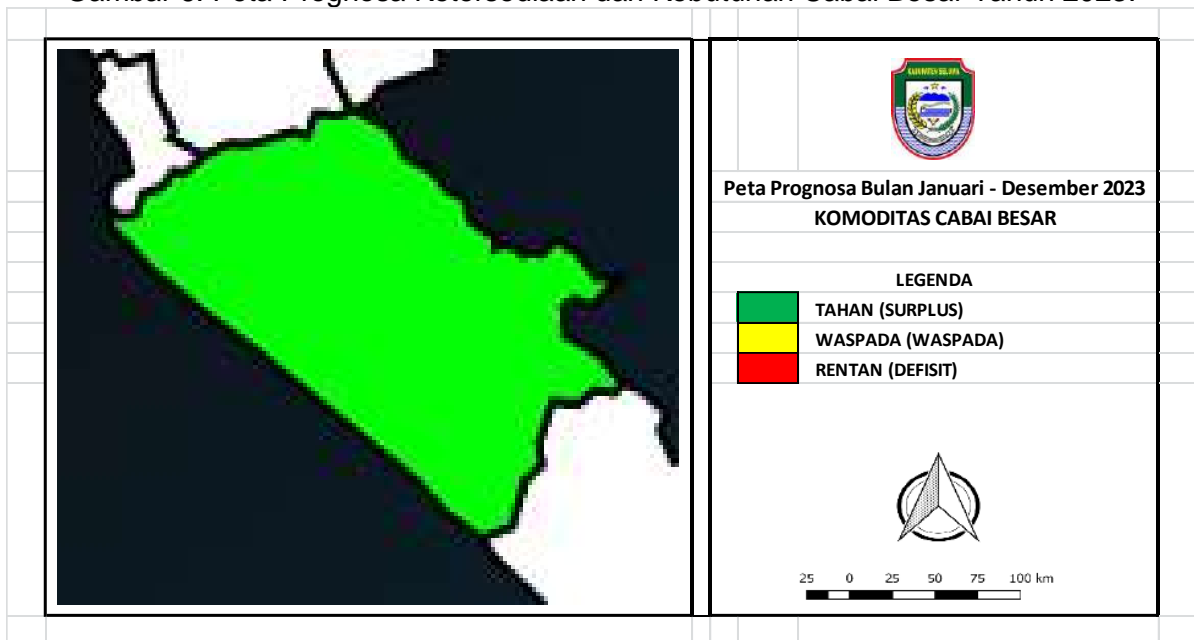 Peta Prognosa Bulan Januari - Desember 2023
KOMODITAS CABAI BESAR
LEGENDA
TAHAN (SURPLUS)
WASPADA (WASPADA)
RENTAN (DEFISIT)
25 0 25 50 75 100 km